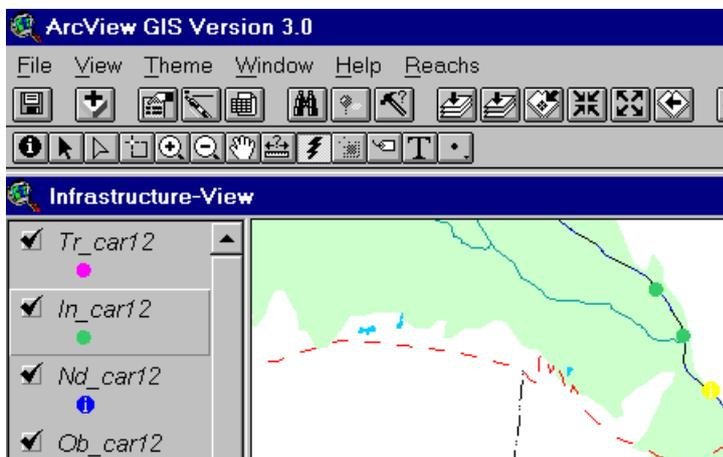 ArcView GIS Version 3.0
File View Theme Window Help Reachs
Infrastructure-View
Tr_car12
In_car12
Nd_car12
Ob_car12